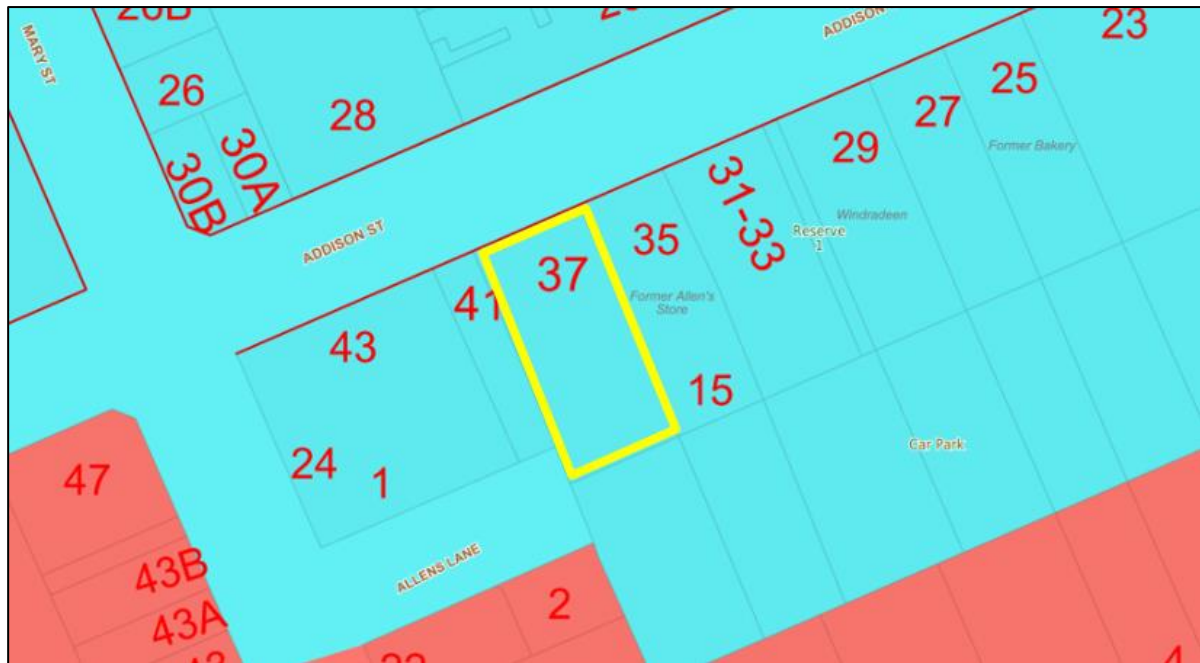 MARY ST
26B
ADDISON
23
26
28
25
27
30A
30B
29
Former Bakery
31-33
Windradeen
Reserve
1
ADDISON ST
35
37
41
Former Allen's
Store
43
15
24
1
Car Park
47
ALLENS LANE
43B
2
43A